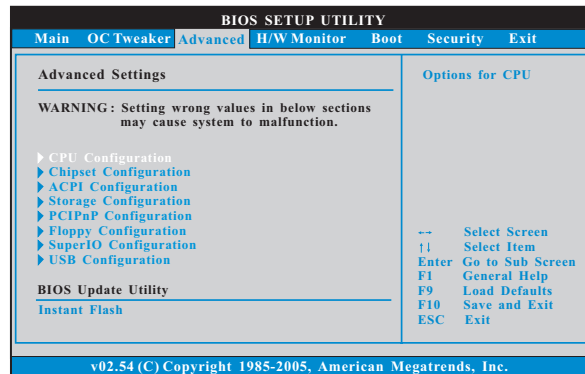 BIOS SETUP UTILITY
Main OC Tweaker Advanced H/W Monitor Boot Security Exit
Advanced Settings
WARNING : Setting wrong values in below sections
may cause system to malfunction.
CPU Configuration
Chipset Configuration
ACPI Configuration
Storage Configuration
PCIPnP Configuration
Floppy Configuration
SuperIO Configuration
USB Configuration
BIOS Update Utility
Instant Flash
Options for CPU
←→ Select Screen
↑↓ Select Item
Enter Go to Sub Screen
F1 General Help
F9 Load Defaults
F10 Save and Exit
ESC Exit
v02.54 (C) Copyright 1985-2005, American Megatrends, Inc.